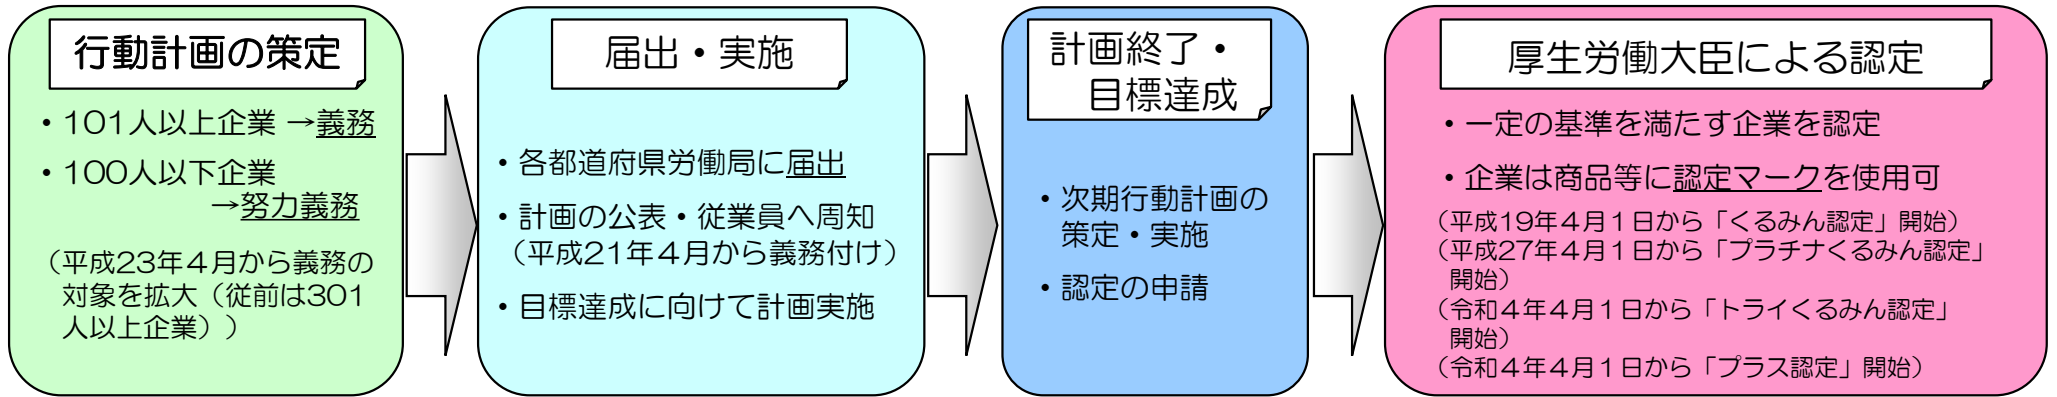 行動計画の策定
・101人以上企業 →義務
・100人以下企業
→努力義務
（平成23年４月から義務の
対象を拡大（従前は301
人以上企業））
届出・実施
・各都道府県労働局に届出
・計画の公表・従業員へ周知
（平成21年４月から義務付け）
・目標達成に向けて計画実施
計画終了・
目標達成
・次期行動計画の
策定・実施
・認定の申請
厚生労働大臣による認定
・一定の基準を満たす企業を認定
・企業は商品等に認定マークを使用可
（平成19年４月１日から「くるみん認定」開始）
（平成27年４月１日から「プラチナくるみん認定」
開始）
（令和４年４月１日から「トライくるみん認定」
開始）
（令和４年４月１日から「プラス認定」開始）